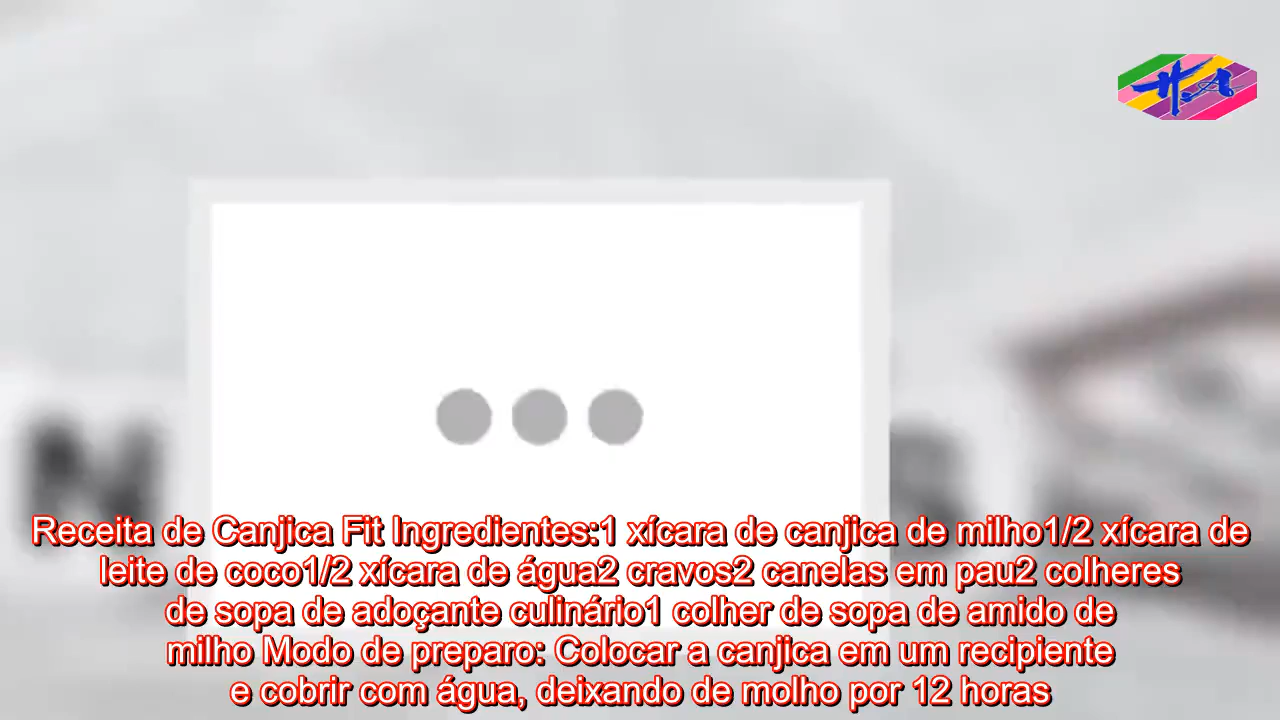 HA
Receita de Canjica Fit Ingredientes:1 xícara de canjica de milho1/2 xícara de
leite de coco1/2 xícara de água2 cravos2 canelas em pau2 colheres
de sopa de adoçante culinário1 colher de sopa de amido de
milho Modo de preparo: Colocar a canjica em um recipiente
e cobrir com água, deixando de molho por 12 horas